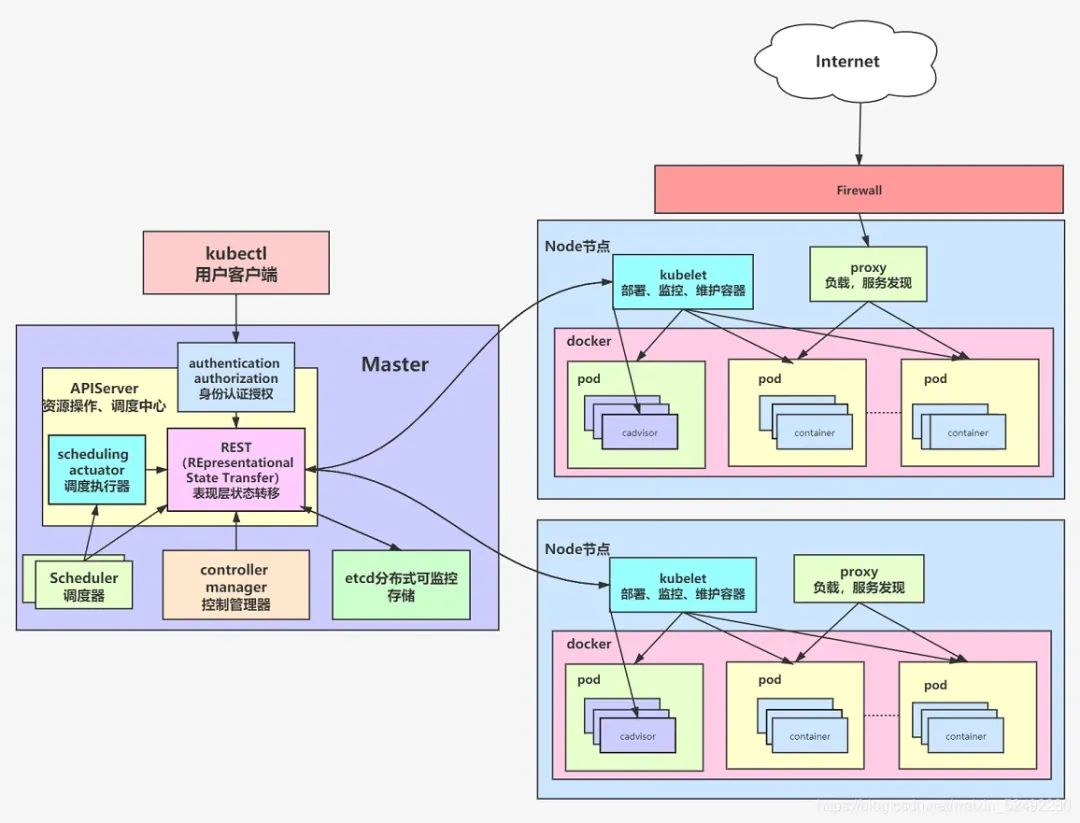 Internet
Firewall
kubectl
用户客户端
Master
authentication
authorization
身份认证授权
APIServer
资源操作、调度中心
scheduling
actuator
调度执行器
REST
(REpresentational
State Transfer)
表现层状态转移
Scheduler
调度器
controller
manager
控制管理器
etcd分布式可监控
存储
Node节点
kubelet
部署、监控、维护容器
proxy
负载，服务发现
docker
pod
cadvisor
pod
container
pod
container
Node节点
kubelet
部署、监控、维护容器
proxy
负载，服务发现
docker
pod
cadvisor
pod
container
pod
container